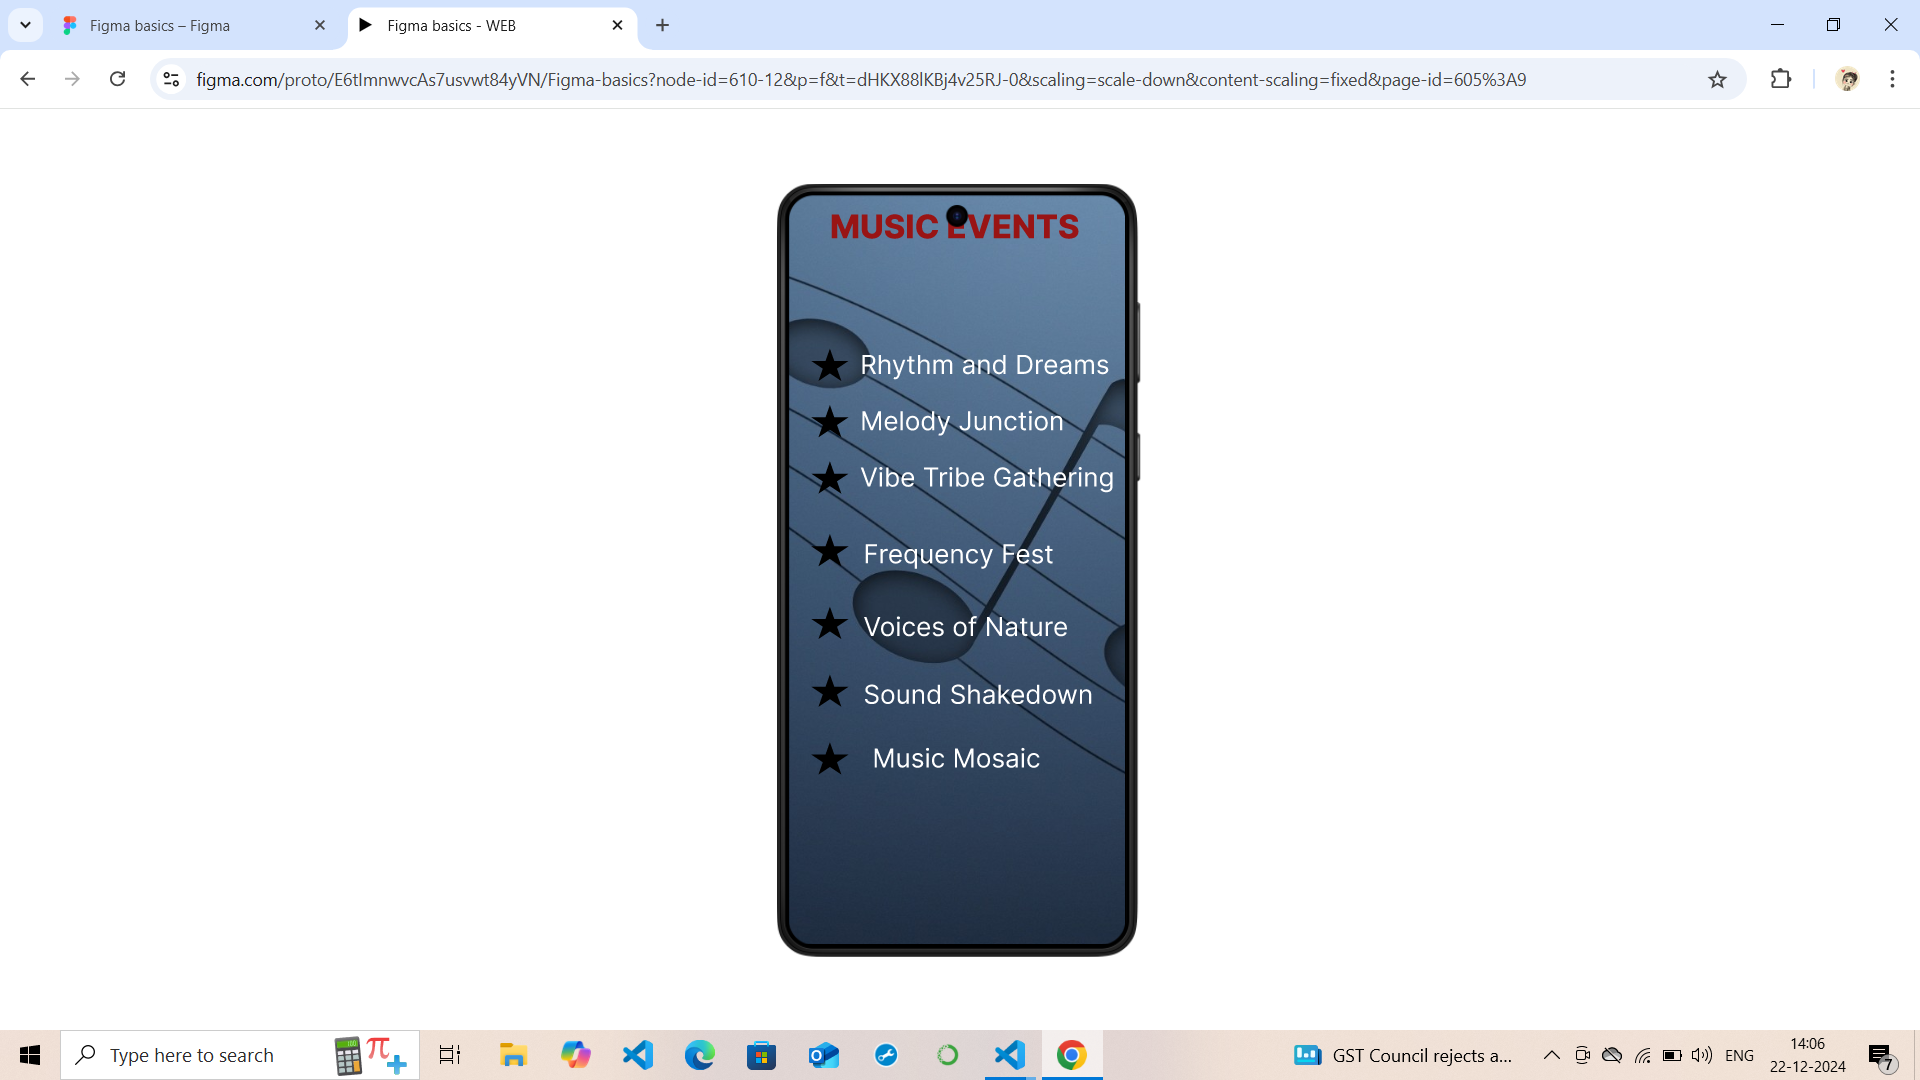 Figma basics – Figma
Figma basics - WEB
figma.com/proto/E6tImnwvcAs7usvwt84yVN/Figma-basics?node-id=610-12&p=f&t=dHKX88lKBj4v25RJ-0&scaling=scale-down&content-scaling=fixed&page-id=605%3A9
MUSIC EVENTS
Rhythm and Dreams
Melody Junction
Vibe Tribe Gathering
Frequency Fest
Voices of Nature
Sound Shakedown
Music Mosaic
Type here to search
GST Council rejects a...
ENG
14:06
22-12-2024
7